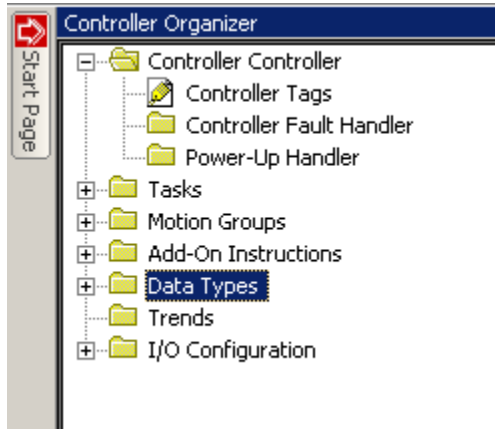 Controller Organizer
Start Page
Controller Controller
Controller Tags
Controller Fault Handler
Power-Up Handler
Tasks
Motion Groups
Add-On Instructions
Data Types
Trends
I/O Configuration